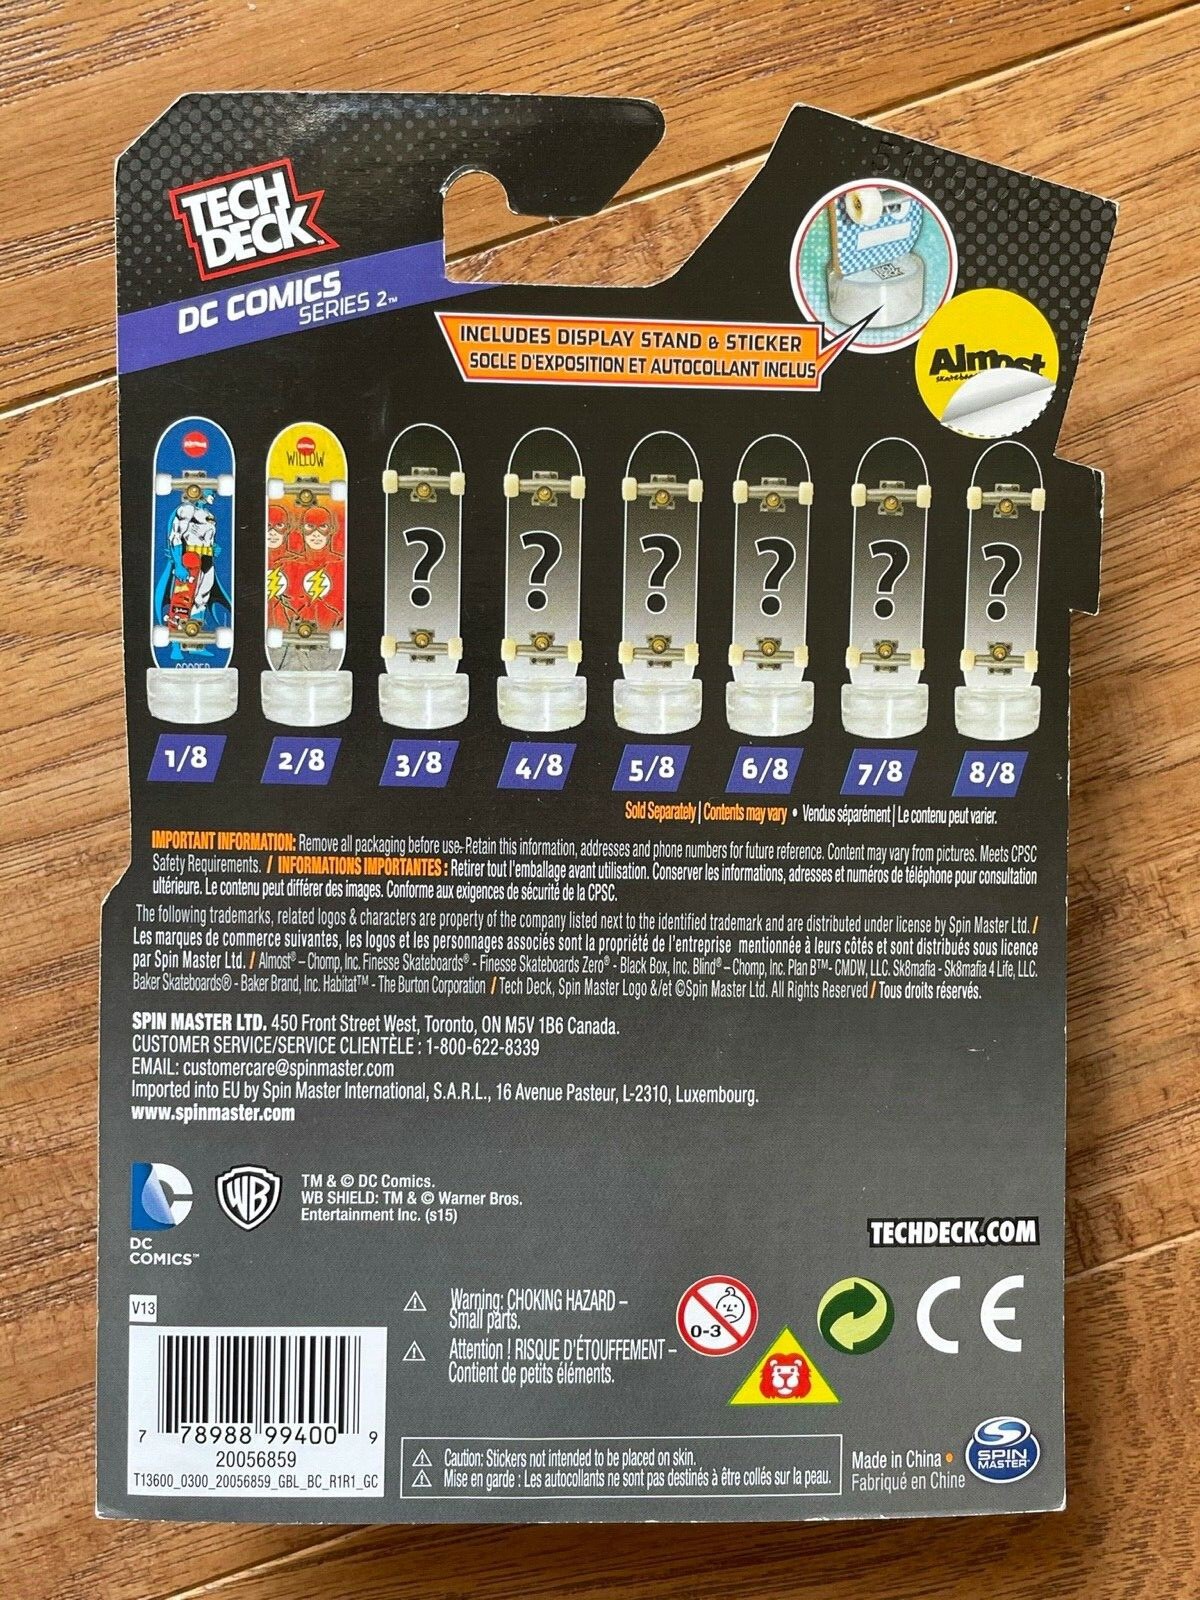 TECH
DECK™
DC COMICS
SERIES 2™
INCLUDES DISPLAY STAND & STICKER
SOCLE D'EXPOSITION ET AUTOCOLLANT INCLUS
TECH
DECK
Almost
WILLOW
COOPER
? ? ? ? ? ?
1/8 2/8 3/8 4/8 5/8 6/8 7/8 8/8
Sold Separately | Contents may vary • Vendus séparément | Le contenu peut varier.
IMPORTANT INFORMATION: Remove all packaging before use. Retain this information, addresses and phone numbers for future reference. Content may vary from pictures. Meets CPSC
Safety Requirements. / INFORMATIONS IMPORTANTES : Retirer tout l'emballage avant utilisation. Conserver les informations, adresses et numéros de téléphone pour consultation
ultérieure. Le contenu peut différer des images. Conforme aux exigences de sécurité de la CPSC.
The following trademarks, related logos & characters are property of the company listed next to the identified trademark and are distributed under license by Spin Master Ltd. /
Les marques de commerce suivantes, les logos et les personnages associés sont la propriété de l'entreprise mentionnée à leurs côtés et sont distribués sous licence
par Spin Master Ltd. / Almost® – Chomp, Inc. Finesse Skateboards® - Finesse Skateboards Zero® - Black Box, Inc. Blind® – Chomp, Inc. Plan B™- CMDW, LLC. Sk8mafia - Sk8mafia 4 Life, LLC.
Baker Skateboards® - Baker Brand, Inc. Habitat™ - The Burton Corporation / Tech Deck, Spin Master Logo &/et ©Spin Master Ltd. All Rights Reserved / Tous droits réservés.
SPIN MASTER LTD. 450 Front Street West, Toronto, ON M5V 1B6 Canada.
CUSTOMER SERVICE/SERVICE CLIENTÈLE : 1-800-622-8339
EMAIL: customercare@spinmaster.com
Imported into EU by Spin Master International, S.A.R.L., 16 Avenue Pasteur, L-2310, Luxembourg.
www.spinmaster.com
DC
COMICS™
WB
TM & © DC Comics.
WB SHIELD: TM & © Warner Bros.
Entertainment Inc. (s15)
TECHDECK.COM
V13
7 78988 99400 9
20056859
T13600_0300_20056859_GBL_BC_R1R1_GC
Warning: CHOKING HAZARD –
Small parts.
Attention ! RISQUE D'ÉTOUFFEMENT –
Contient de petits éléments.
0-3
CE
Caution: Stickers not intended to be placed on skin.
Mise en garde : Les autocollants ne sont pas destinés à être collés sur la peau.
Made in China •
Fabriqué en Chine
SPIN
MASTER